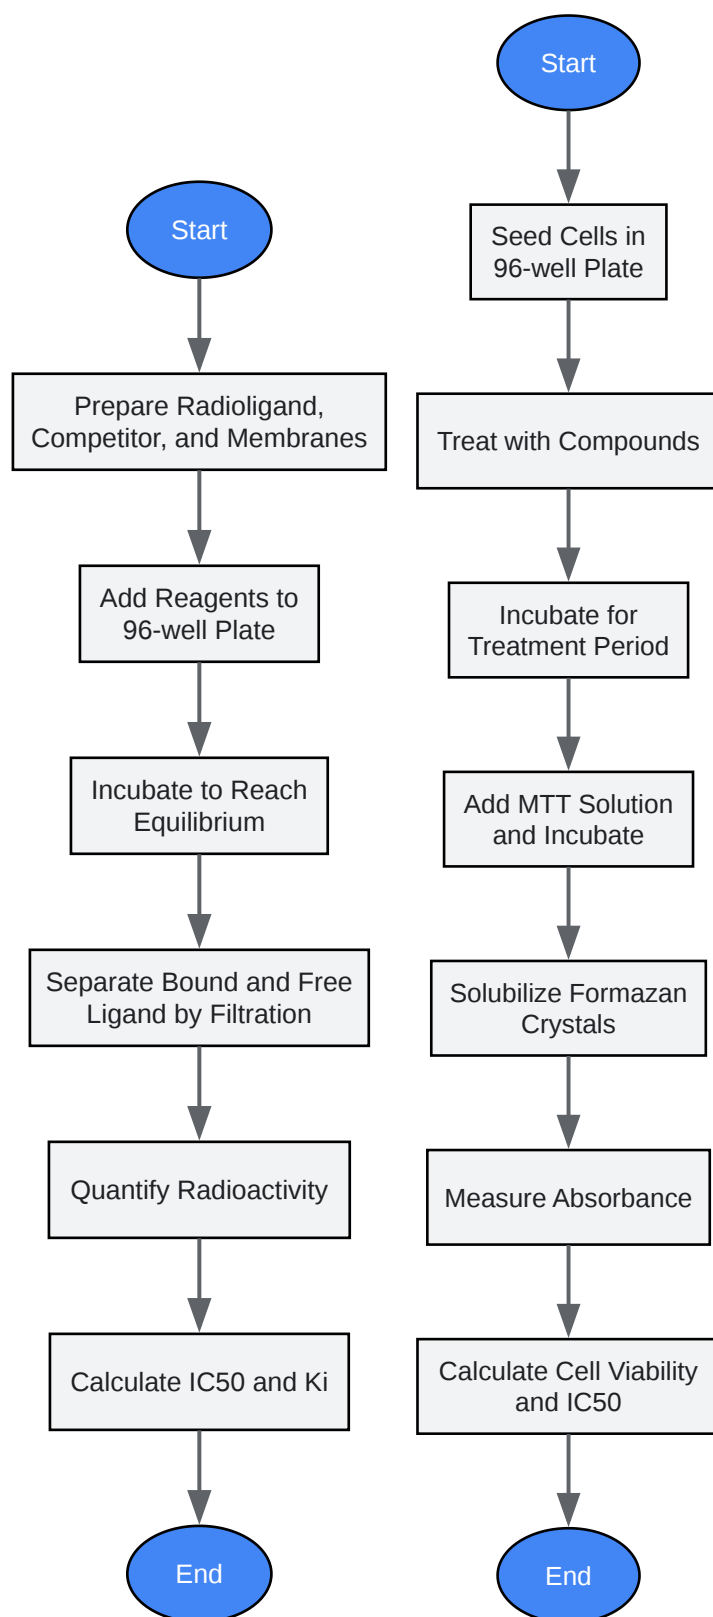 Start
Prepare Radioligand,
Competitor, and Membranes
Add Reagents to
96-well Plate
Incubate to Reach
Equilibrium
Separate Bound and Free
Ligand by Filtration
Quantify Radioactivity
Calculate IC50 and Ki
End
Start
Seed Cells in
96-well Plate
Treat with Compounds
Incubate for
Treatment Period
Add MTT Solution
and Incubate
Solubilize Formazan
Crystals
Measure Absorbance
Calculate Cell Viability
and IC50
End